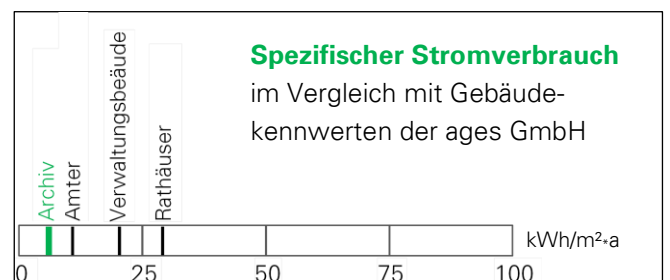 Spezifischer Stromverbrauch
im Vergleich mit Gebäude-
kennwerten der ages GmbH
Archiv
Amter
Verwaltungsbeäude
Rathäuser
kWh/m²*a
0
25
50
75
100